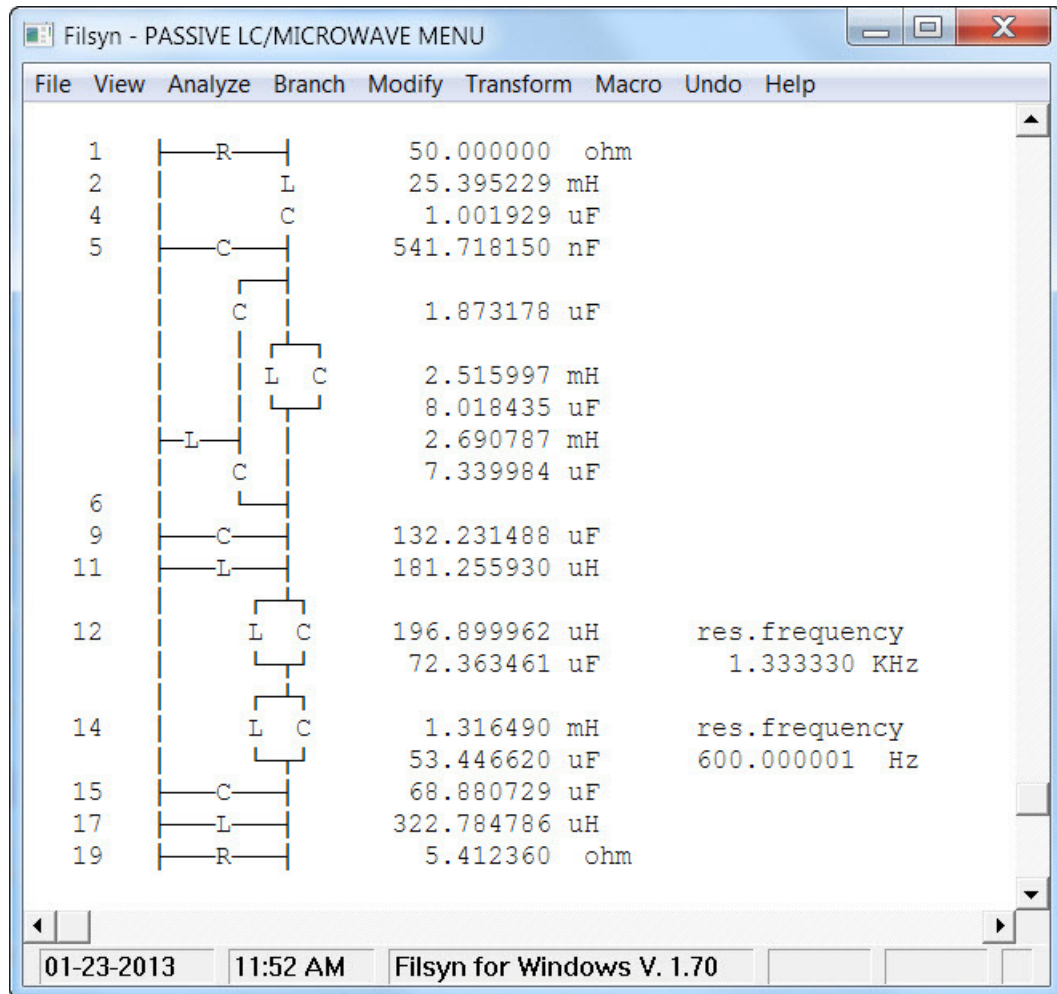 Filsyn - PASSIVE LC/MICROWAVE MENU
File View Analyze Branch Modify Transform Macro Undo Help
1 R 50.000000 ohm
2 L 25.395229 mH
4 C 1.001929 uF
5 C 541.718150 nF
C 1.873178 uF
L C 2.515997 mH
8.018435 uF
L 2.690787 mH
C 7.339984 uF
6
9 C 132.231488 uF
11 L 181.255930 uH
12 L C 196.899962 uH res.frequency
72.363461 uF 1.333330 KHz
14 L C 1.316490 mH res.frequency
53.446620 uF 600.000001 Hz
15 C 68.880729 uF
17 L 322.784786 uH
19 R 5.412360 ohm
01-23-2013 11:52 AM Filsyn for Windows V. 1.70